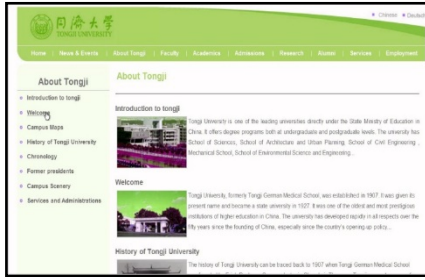 同济大学
TONGJI UNIVERSITY
Chinese Deutsch
Home News & Events About Tongji Faculty Academics Admissions Research Alumni Services Employment
About Tongji
Introduction to tongji
Welcome
Campus Maps
History of Tongji University
Chronology
Former presidents
Campus Scenery
Services and Administrations
About Tongji
Introduction to tongji
Tongji University is one of the leading universities directly under the State Ministry of Education in
China. It offers degree programs both at undergraduate and postgraduate levels. The university has
School of Sciences, School of Architecture and Urban Planning, School of Civil Engineering ,
Mechanical School, School of Environmental Science and Engineering...
Welcome
Tongji University, formerly Tongji German Medical School, was established in 1907. It was given its
present name and became a state university in 1927. It was one of the oldest and most prestigious
institutions of higher education in China. The university has developed rapidly in all respects over the
fifty years since the founding of China, especially since the country's opening up policy...
History of Tongji University
The history of Tongji University can be traced back to 1907 when Tongji German Medical School